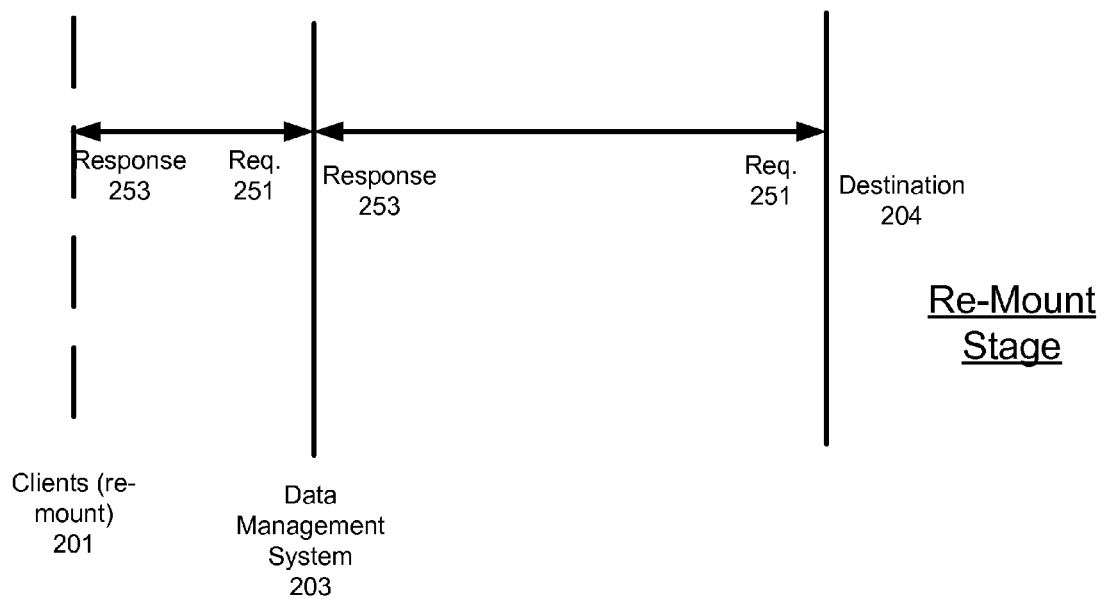 Response
253
Req.
251
Response
253
Req.
251
Destination
204
Re-Mount
Stage
Clients (re-
mount)
201
Data
Management
System
203